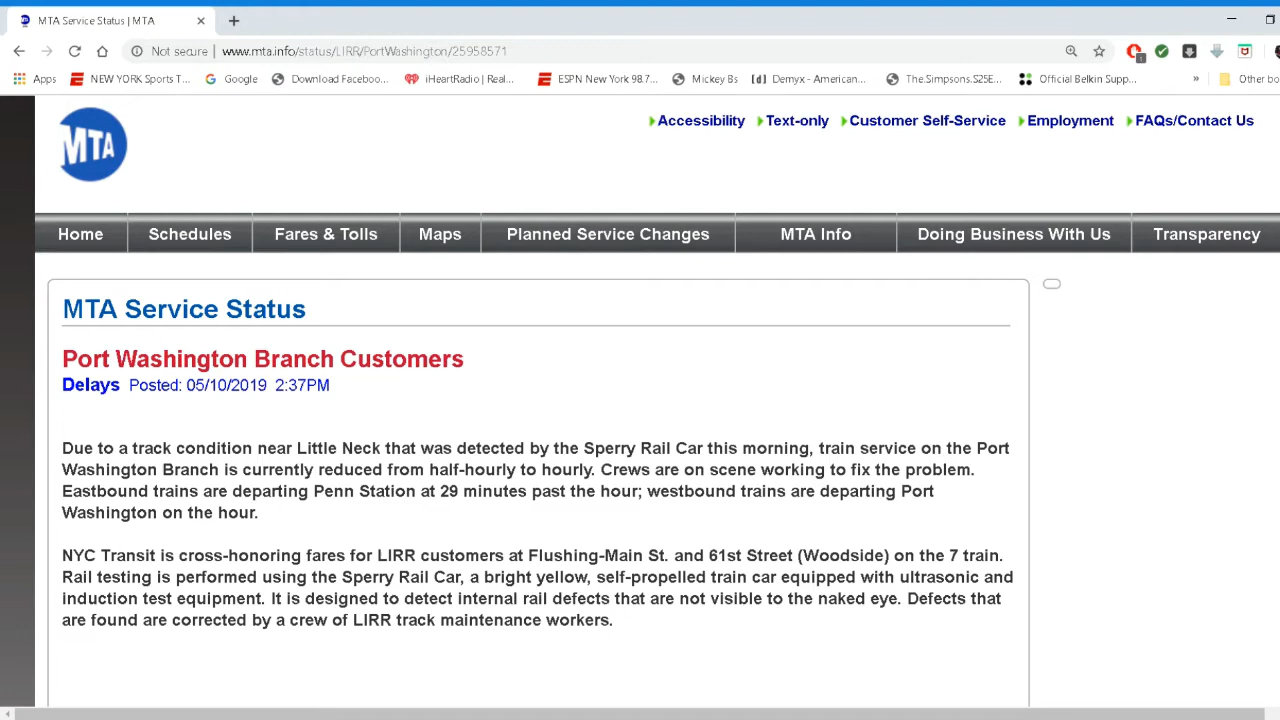 MTA Service Status | MTA
Not secure | www.mta.info/status/LIRR/PortWashington/25958571
1
Apps NEW YORK Sports T... Google Download Faceboo... iHeartRadio | Real... ESPN New York 98.7... Mickey Bs [d] Demyx - American... The.Simpsons.S25E... Official Belkin Supp... » Other bo
MTA
Accessibility Text-only Customer Self-Service Employment FAQs/Contact Us
Home Schedules Fares & Tolls Maps Planned Service Changes MTA Info Doing Business With Us Transparency
MTA Service Status
Port Washington Branch Customers
Delays Posted: 05/10/2019 2:37PM
Due to a track condition near Little Neck that was detected by the Sperry Rail Car this morning, train service on the Port
Washington Branch is currently reduced from half-hourly to hourly. Crews are on scene working to fix the problem.
Eastbound trains are departing Penn Station at 29 minutes past the hour; westbound trains are departing Port
Washington on the hour.
NYC Transit is cross-honoring fares for LIRR customers at Flushing-Main St. and 61st Street (Woodside) on the 7 train.
Rail testing is performed using the Sperry Rail Car, a bright yellow, self-propelled train car equipped with ultrasonic and
induction test equipment. It is designed to detect internal rail defects that are not visible to the naked eye. Defects that
are found are corrected by a crew of LIRR track maintenance workers.